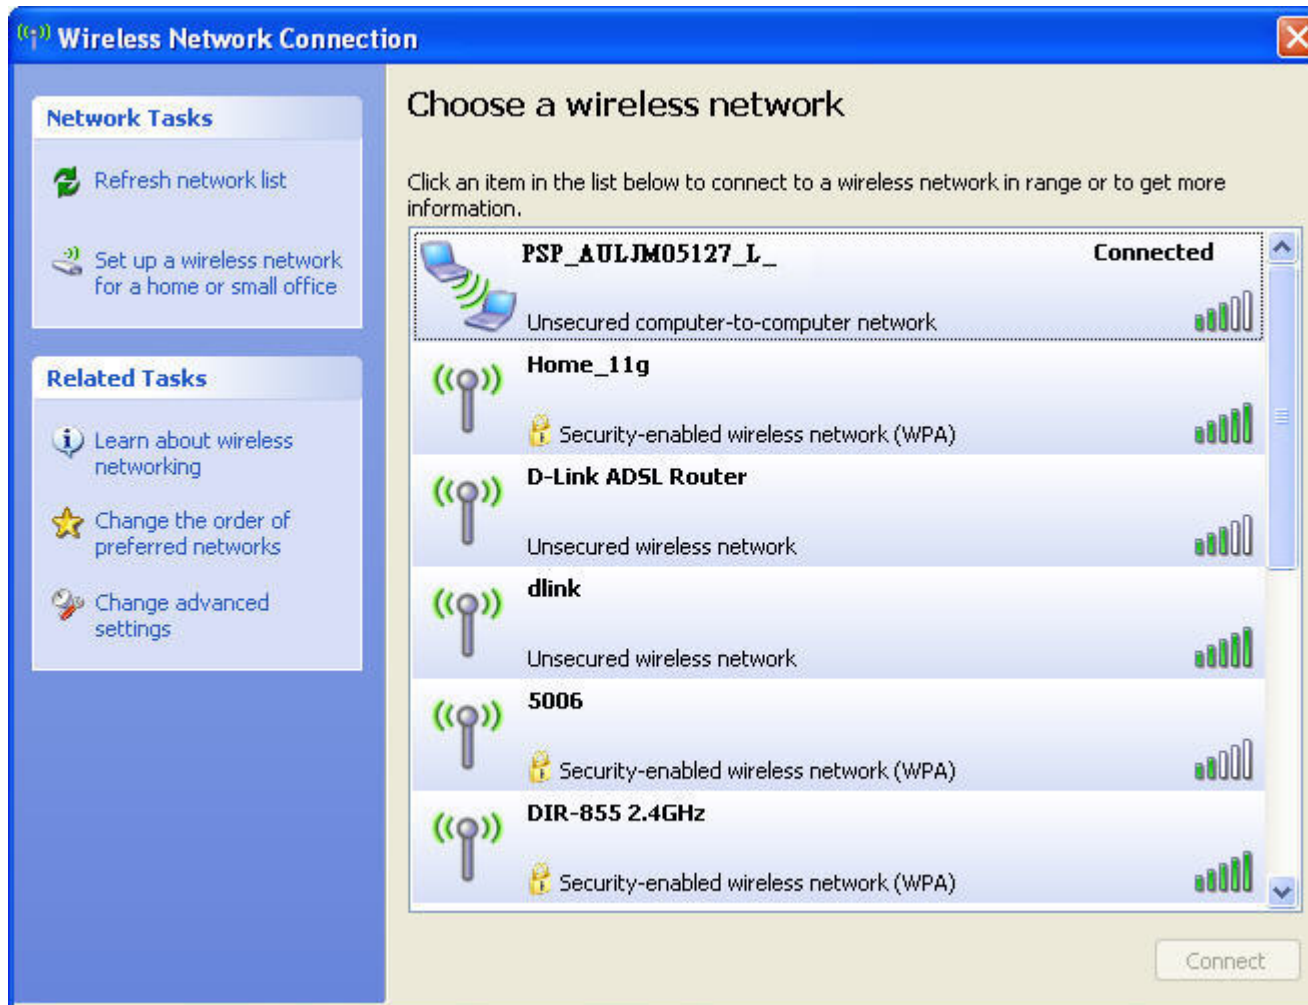 Wireless Network Connection
Network Tasks
Refresh network list
Set up a wireless network
for a home or small office
Related Tasks
Learn about wireless
networking
Change the order of
preferred networks
Change advanced
settings
Choose a wireless network
Click an item in the list below to connect to a wireless network in range or to get more
information.
PSP_AULJM05127_L_ Connected
Unsecured computer-to-computer network
Home_11g
Security-enabled wireless network (WPA)
D-Link ADSL Router
Unsecured wireless network
dlink
Unsecured wireless network
5006
Security-enabled wireless network (WPA)
DIR-855 2.4GHz
Security-enabled wireless network (WPA)
Connect